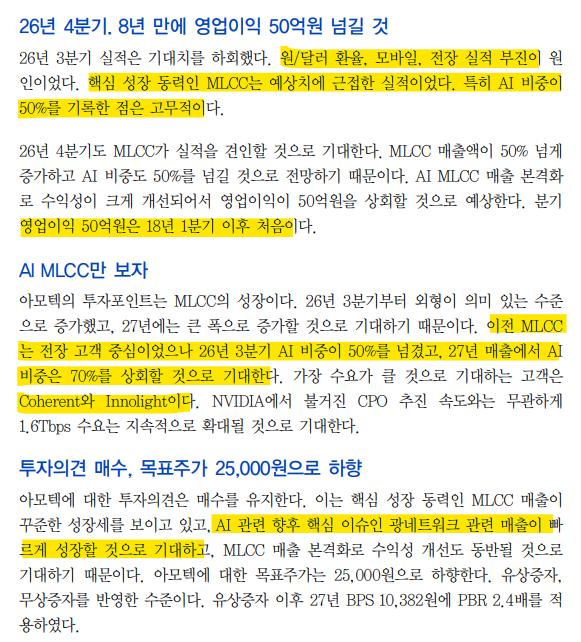 26년 4분기, 8년 만에 영업이익 50억원 넘길 것
26년 3분기 실적은 기대치를 하회했다. 원/달러 환율, 모바일, 전장 실적 부진이 원
인이었다. 핵심 성장 동력인 MLCC는 예상치에 근접한 실적이었다. 특히 AI 비중이
50%를 기록한 점은 고무적이다.
26년 4분기도 MLCC가 실적을 견인할 것으로 기대한다. MLCC 매출액이 50% 넘게
증가하고 AI 비중도 50%를 넘길 것으로 전망하기 때문이다. AI MLCC 매출 본격화
로 수익성이 크게 개선되어서 영업이익이 50억원을 상회할 것으로 예상한다. 분기
영업이익 50억원은 18년 1분기 이후 처음이다.
AI MLCC만 보자
아모텍의 투자포인트는 MLCC의 성장이다. 26년 3분기부터 외형이 의미 있는 수준
으로 증가했고, 27년에는 큰 폭으로 증가할 것으로 기대하기 때문이다. 이전 MLCC
는 전장 고객 중심이었으나 26년 3분기 AI 비중이 50%를 넘겼고, 27년 매출에서 AI
비중은 70%를 상회할 것으로 기대한다. 가장 수요가 클 것으로 기대하는 고객은
Coherent와 Innolight이다. NVIDIA에서 불거진 CPO 추진 속도와는 무관하게
1.6Tbps 수요는 지속적으로 확대될 것으로 기대한다.
투자의견 매수, 목표주가 25,000원으로 하향
아모텍에 대한 투자의견은 매수를 유지한다. 이는 핵심 성장 동력인 MLCC 매출이
꾸준한 성장세를 보이고 있고, AI 관련 향후 핵심 이슈인 광네트워크 관련 매출이 빠
르게 성장할 것으로 기대하고, MLCC 매출 본격화로 수익성 개선도 동반될 것으로
기대하기 때문이다. 아모텍에 대한 목표주가는 25,000원으로 하향한다. 유상증자,
무상증자를 반영한 수준이다. 유상증자 이후 27년 BPS 10,382원에 PBR 2.4배를 적
용하였다.